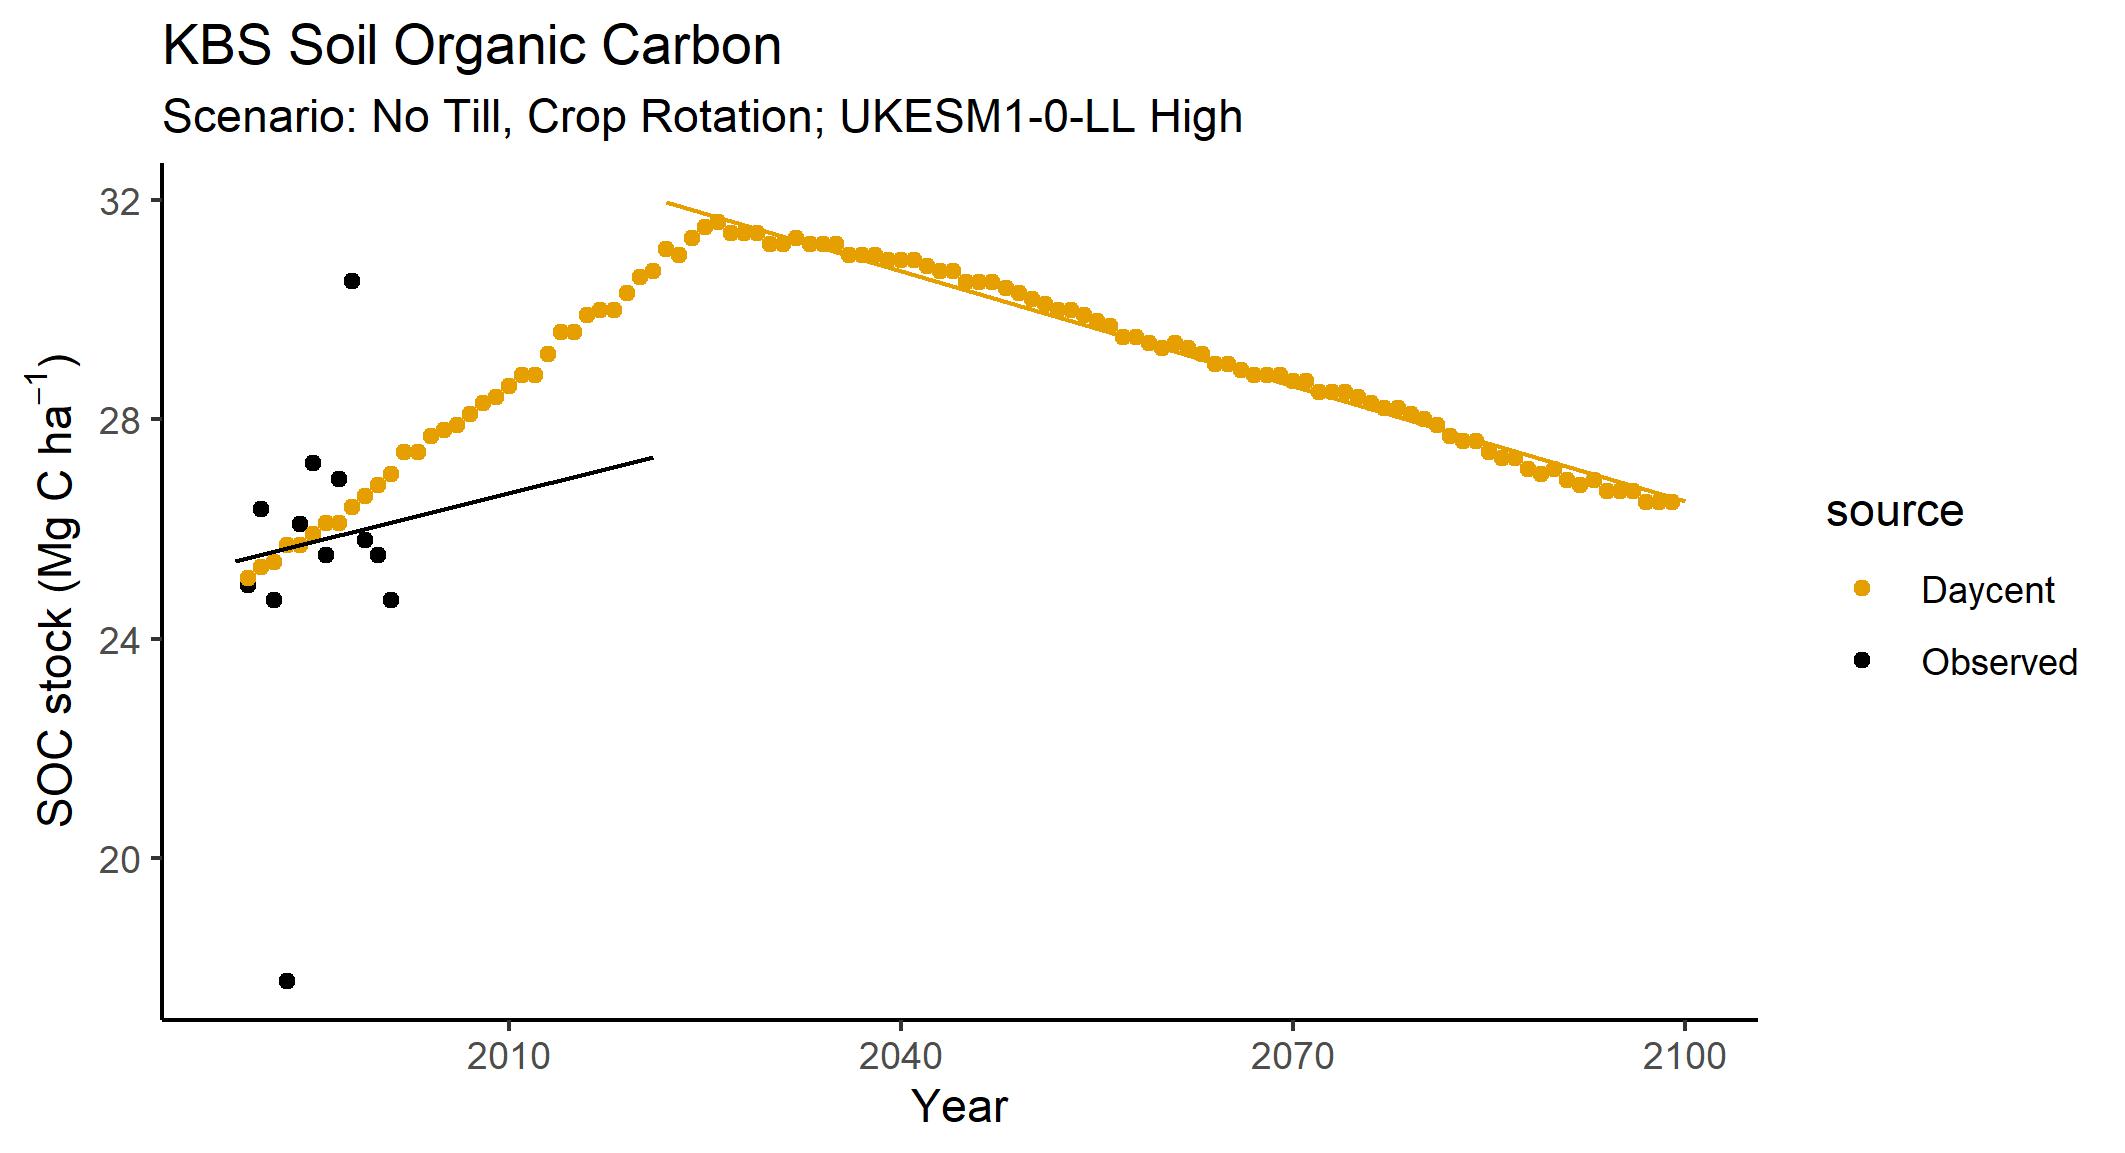 KBS Soil Organic Carbon
Scenario: No Till, Crop Rotation; UKESM1-0-LL High
SOC stock (Mg C ha⁻¹)
32
28
24
20
2010
2040
2070
2100
Year
source
Daycent
Observed